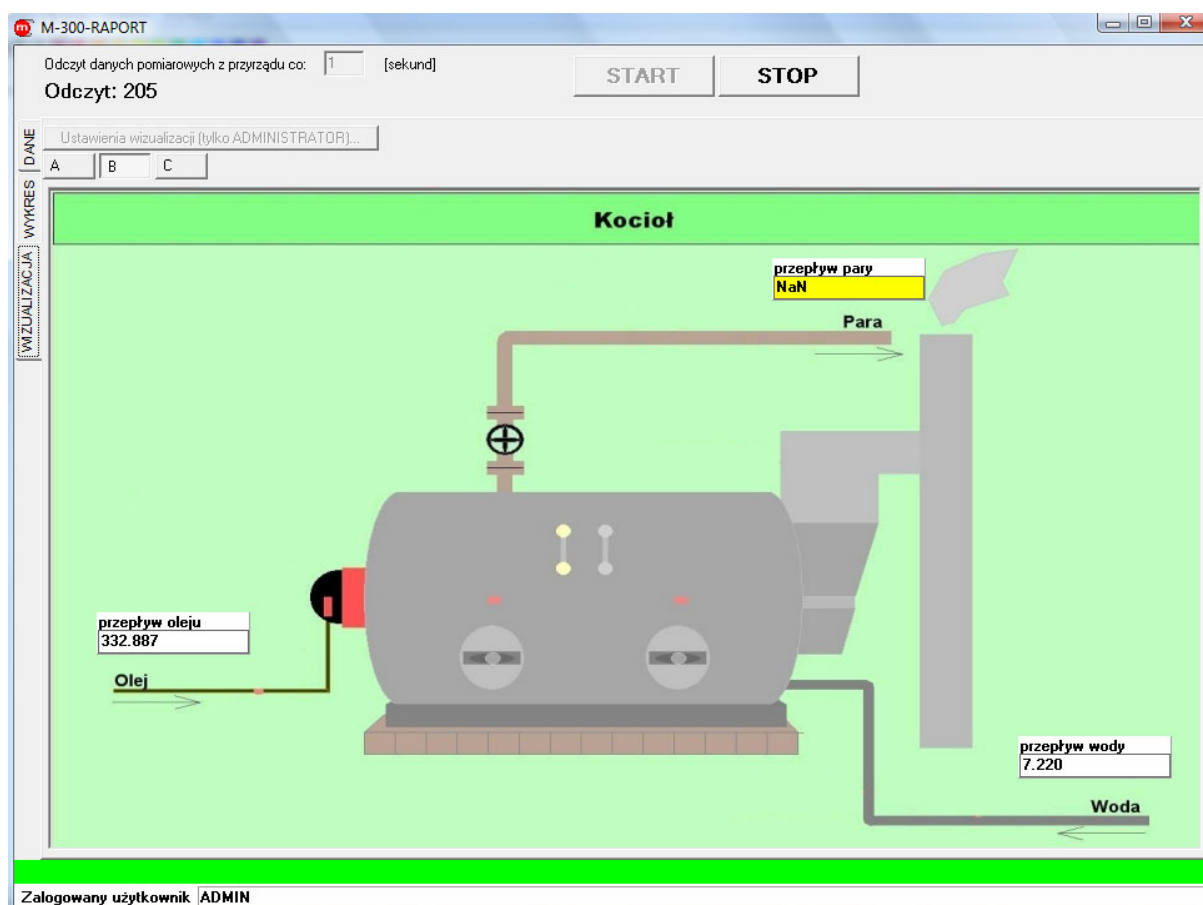 M-300-RAPORT
Odczyt danych pomiarowych z przyrządu co: 1 [sekund]
Odczyt: 205
START STOP
Ustawienia wizualizacji (tylko ADMINISTRATOR)...
A B C
DANE
WYKRES
WIZUALIZACJA
Kocioł
przepływ pary
NaN
Para
przepływ oleju
332.887
Olej
przepływ wody
7.220
Woda
Zalogowany użytkownik ADMIN